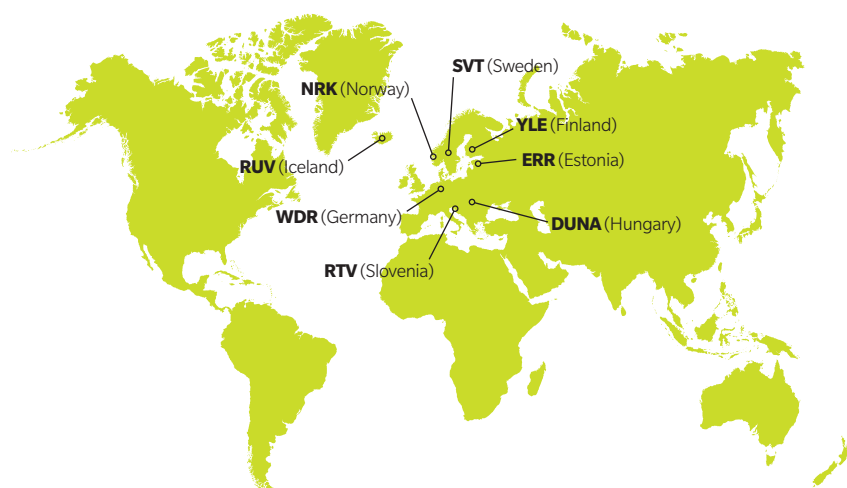 SVT (Sweden)
NRK (Norway)
YLE (Finland)
ERR (Estonia)
RUV (Iceland)
WDR (Germany)
DUNA (Hungary)
RTV (Slovenia)